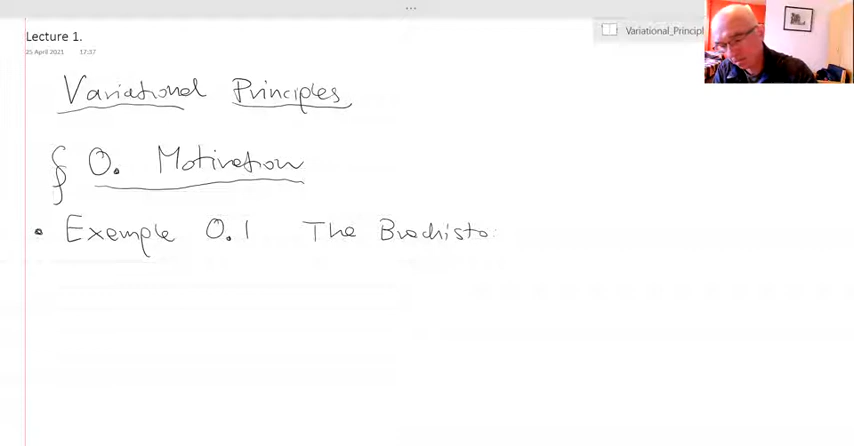 Lecture 1.
25 April 2021 17:37
Variational_Principl
Variational Principles
§ 0. Motivation
• Example 0.1 The Brachisto